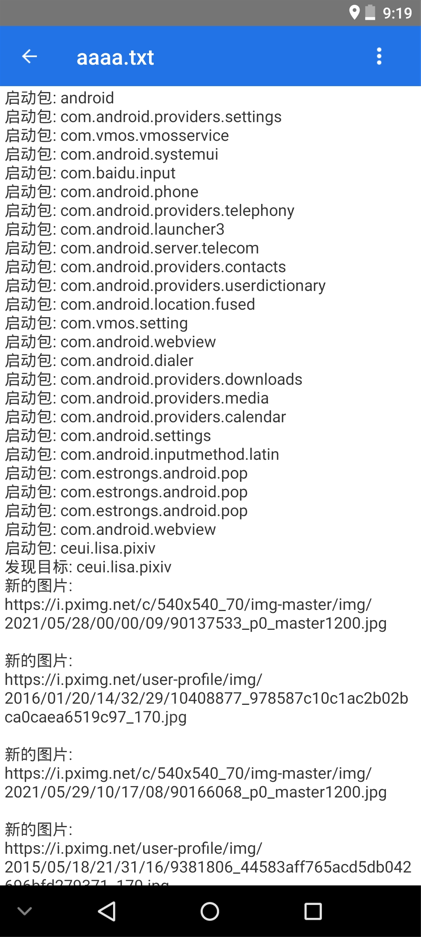 9:19
aaaa.txt
启动包: android
启动包: com.android.providers.settings
启动包: com.vmos.vmosservice
启动包: com.android.systemui
启动包: com.baidu.input
启动包: com.android.phone
启动包: com.android.providers.telephony
启动包: com.android.launcher3
启动包: com.android.server.telecom
启动包: com.android.providers.contacts
启动包: com.android.providers.userdictionary
启动包: com.android.location.fused
启动包: com.vmos.setting
启动包: com.android.webview
启动包: com.android.dialer
启动包: com.android.providers.downloads
启动包: com.android.providers.media
启动包: com.android.providers.calendar
启动包: com.android.settings
启动包: com.android.inputmethod.latin
启动包: com.estrongs.android.pop
启动包: com.estrongs.android.pop
启动包: com.estrongs.android.pop
启动包: com.android.webview
启动包: ceui.lisa.pixiv
发现目标: ceui.lisa.pixiv
新的图片:
https://i.pximg.net/c/540x540_70/img-master/img/
2021/05/28/00/00/09/90137533_p0_master1200.jpg
新的图片:
https://i.pximg.net/user-profile/img/
2016/01/20/14/32/29/10408877_978587c10c1ac2b02b
ca0caea6519c97_170.jpg
新的图片:
https://i.pximg.net/c/540x540_70/img-master/img/
2021/05/29/10/17/08/90166068_p0_master1200.jpg
新的图片:
https://i.pximg.net/user-profile/img/
2015/05/18/21/31/16/9381806_44583aff765acd5db042